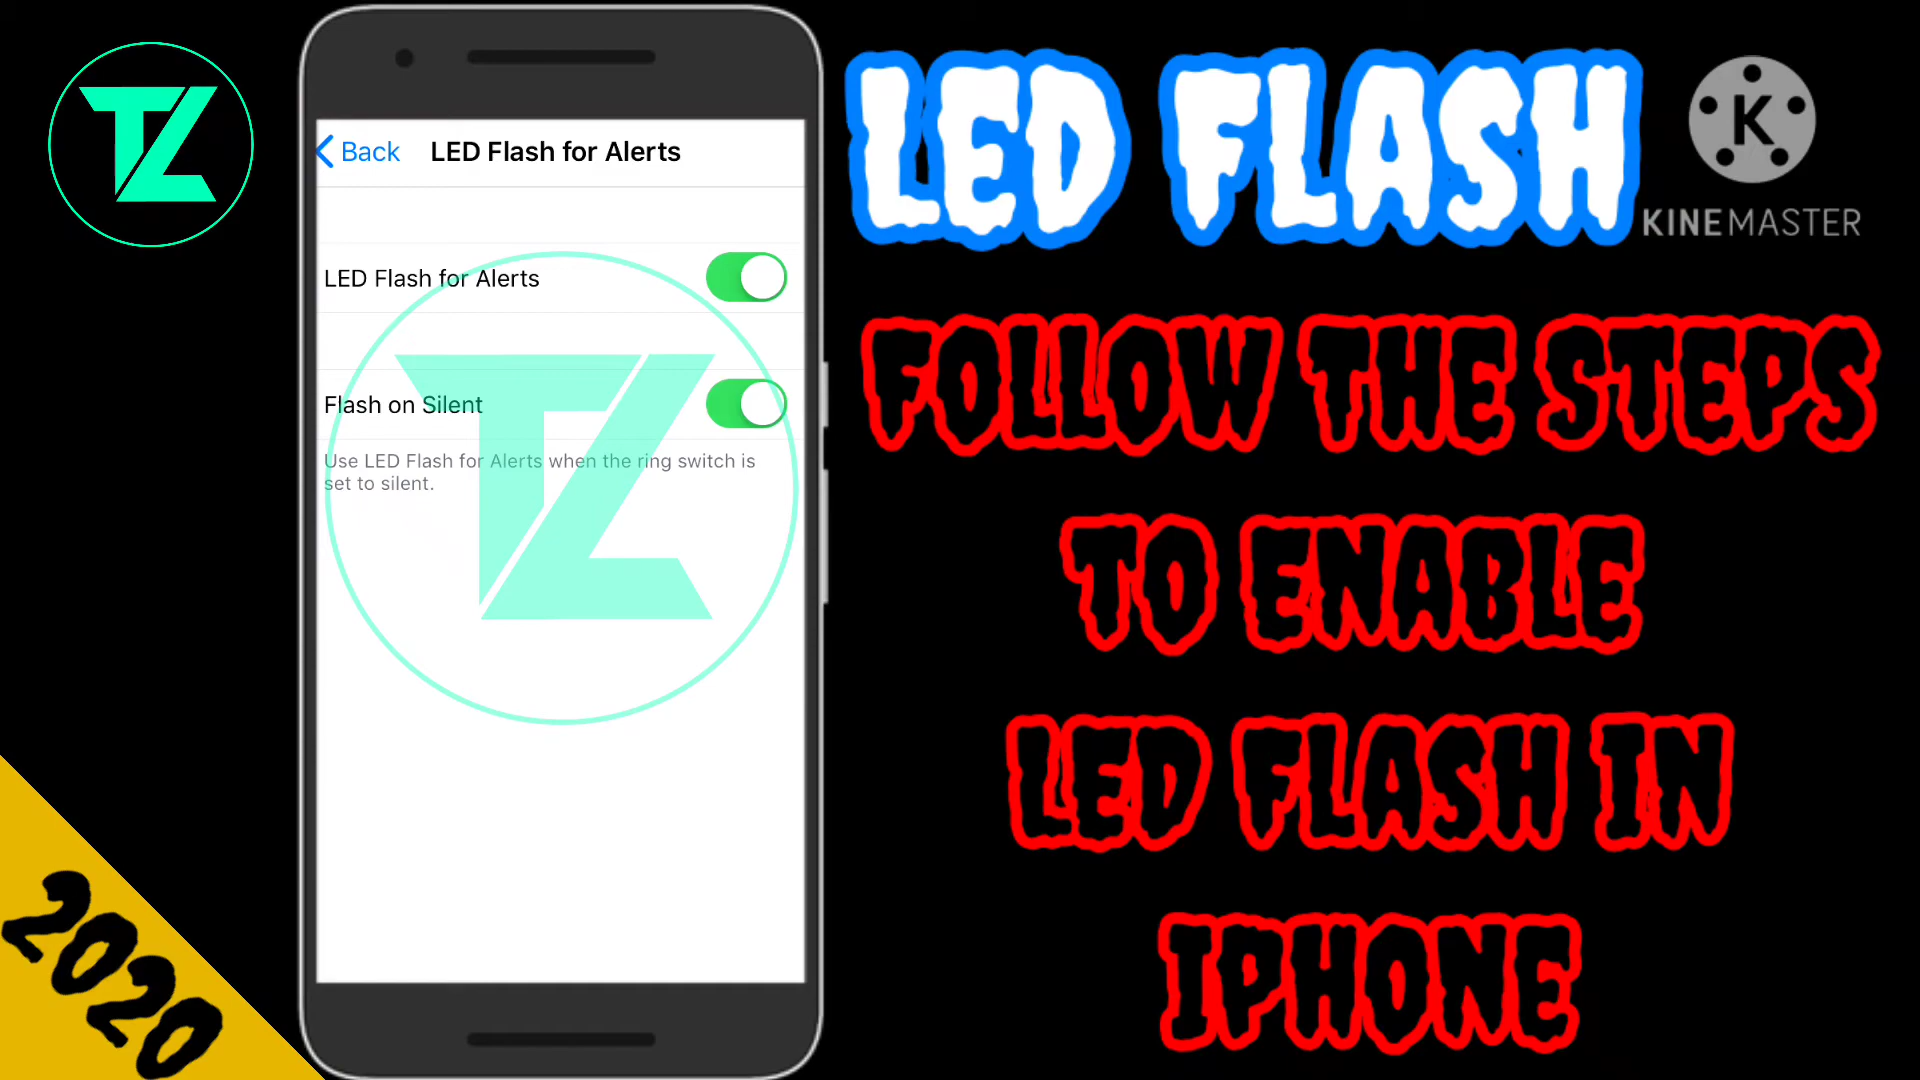 TZ
Back
LED Flash for Alerts
LED Flash for Alerts
Flash on Silent
Use LED Flash for Alerts when the ring switch is
set to silent.
TZ
LED FLASH
K
KINEMASTER
FOLLOW THE STEPS
TO ENABLE
LED FLASH IN
IPHONE
2020